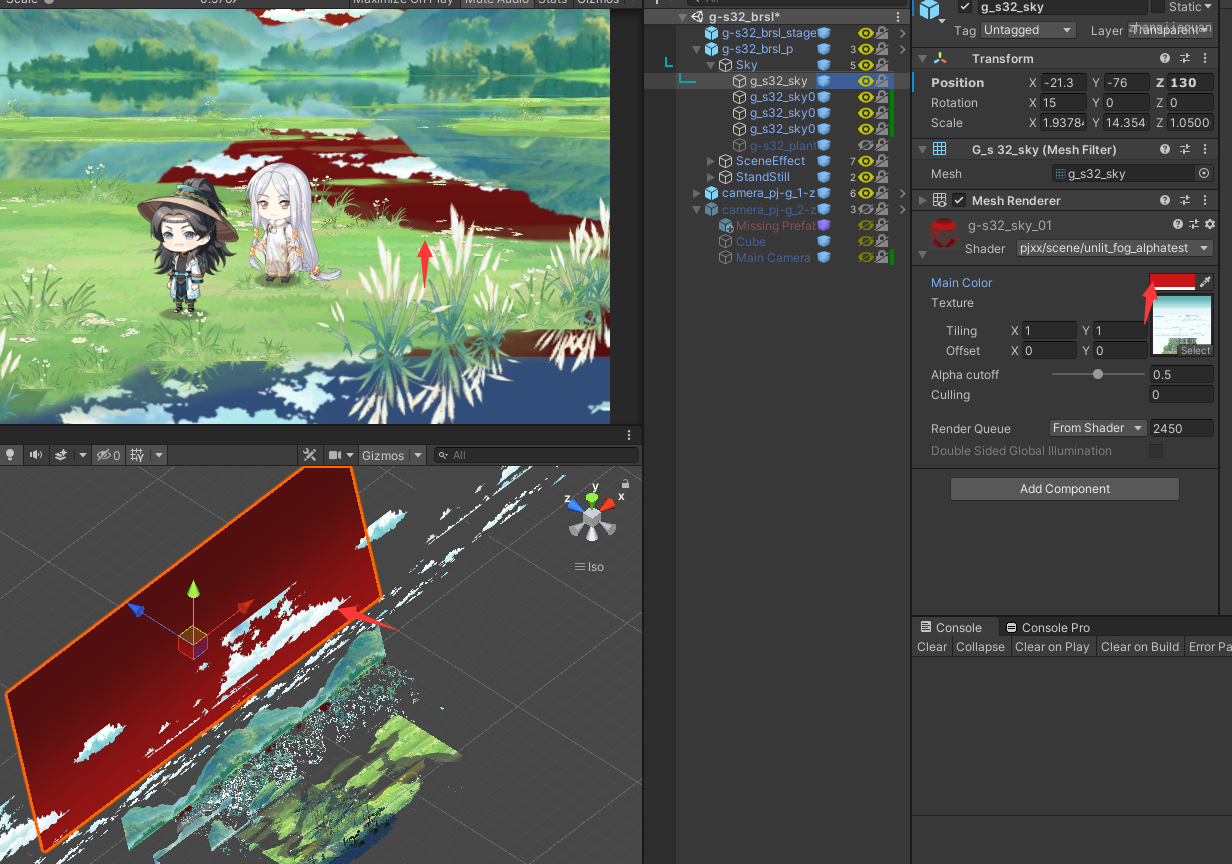 Scale
Maximize On Play
Mute Audio
Stats
Gizmos
g-s32_brsl*
g-s32_brsl_stage
g-s32_brsl_p
3
Sky
5
g_s32_sky
g_s32_sky0
g_s32_sky0
g_s32_sky0
g-s32_plant
SceneEffect
7
StandStill
2
camera_pj-g_1-z
6
camera_pj-g_2-z
3
Missing Prefab
Cube
Main Camera
0
Gizmos
All
y
z
x
Iso
g_s32_sky
Static
Tag
Untagged
Layer
Transform
Position
X
-21.3
Y
-76
Z
130
Rotation
X
15
Y
0
Z
0
Scale
X
1.9378
Y
14.354
Z
1.0500
G_s 32_sky (Mesh Filter)
Mesh
g_s32_sky
Mesh Renderer
g-s32_sky_01
Shader
pjxx/scene/unlit_fog_alphatest
Main Color
Texture
Tiling
X
1
Y
1
Offset
X
0
Y
0
Select
Alpha cutoff
0.5
Culling
0
Render Queue
From Shader
2450
Double Sided Global Illumination
Add Component
Console
Console Pro
Clear
Collapse
Clear on Play
Clear on Build
Error Pa